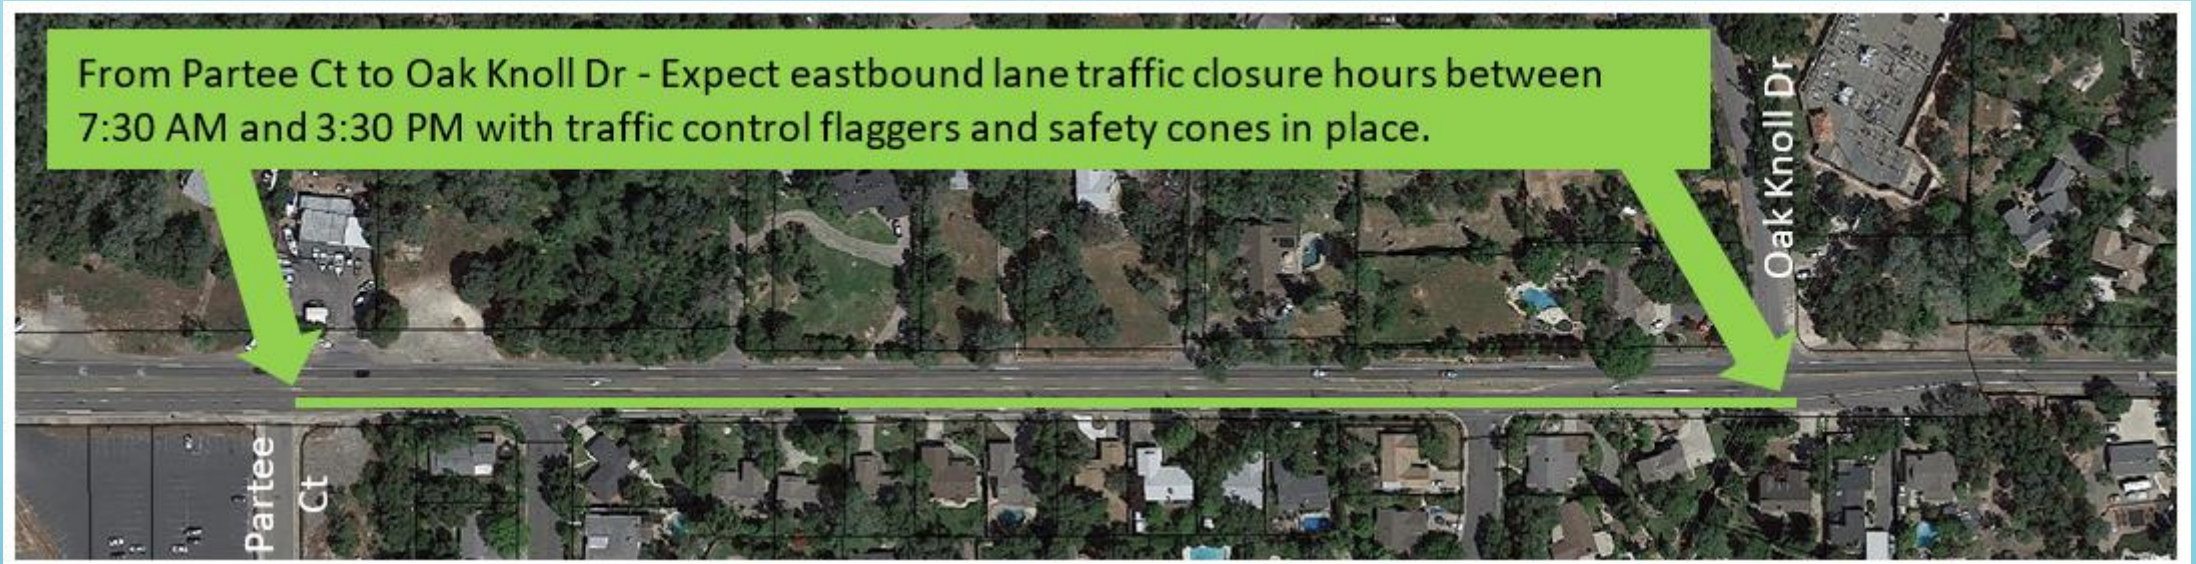 From Partee Ct to Oak Knoll Dr - Expect eastbound lane traffic closure hours between
7:30 AM and 3:30 PM with traffic control flaggers and safety cones in place.
Oak Knoll Dr
Partee
Ct